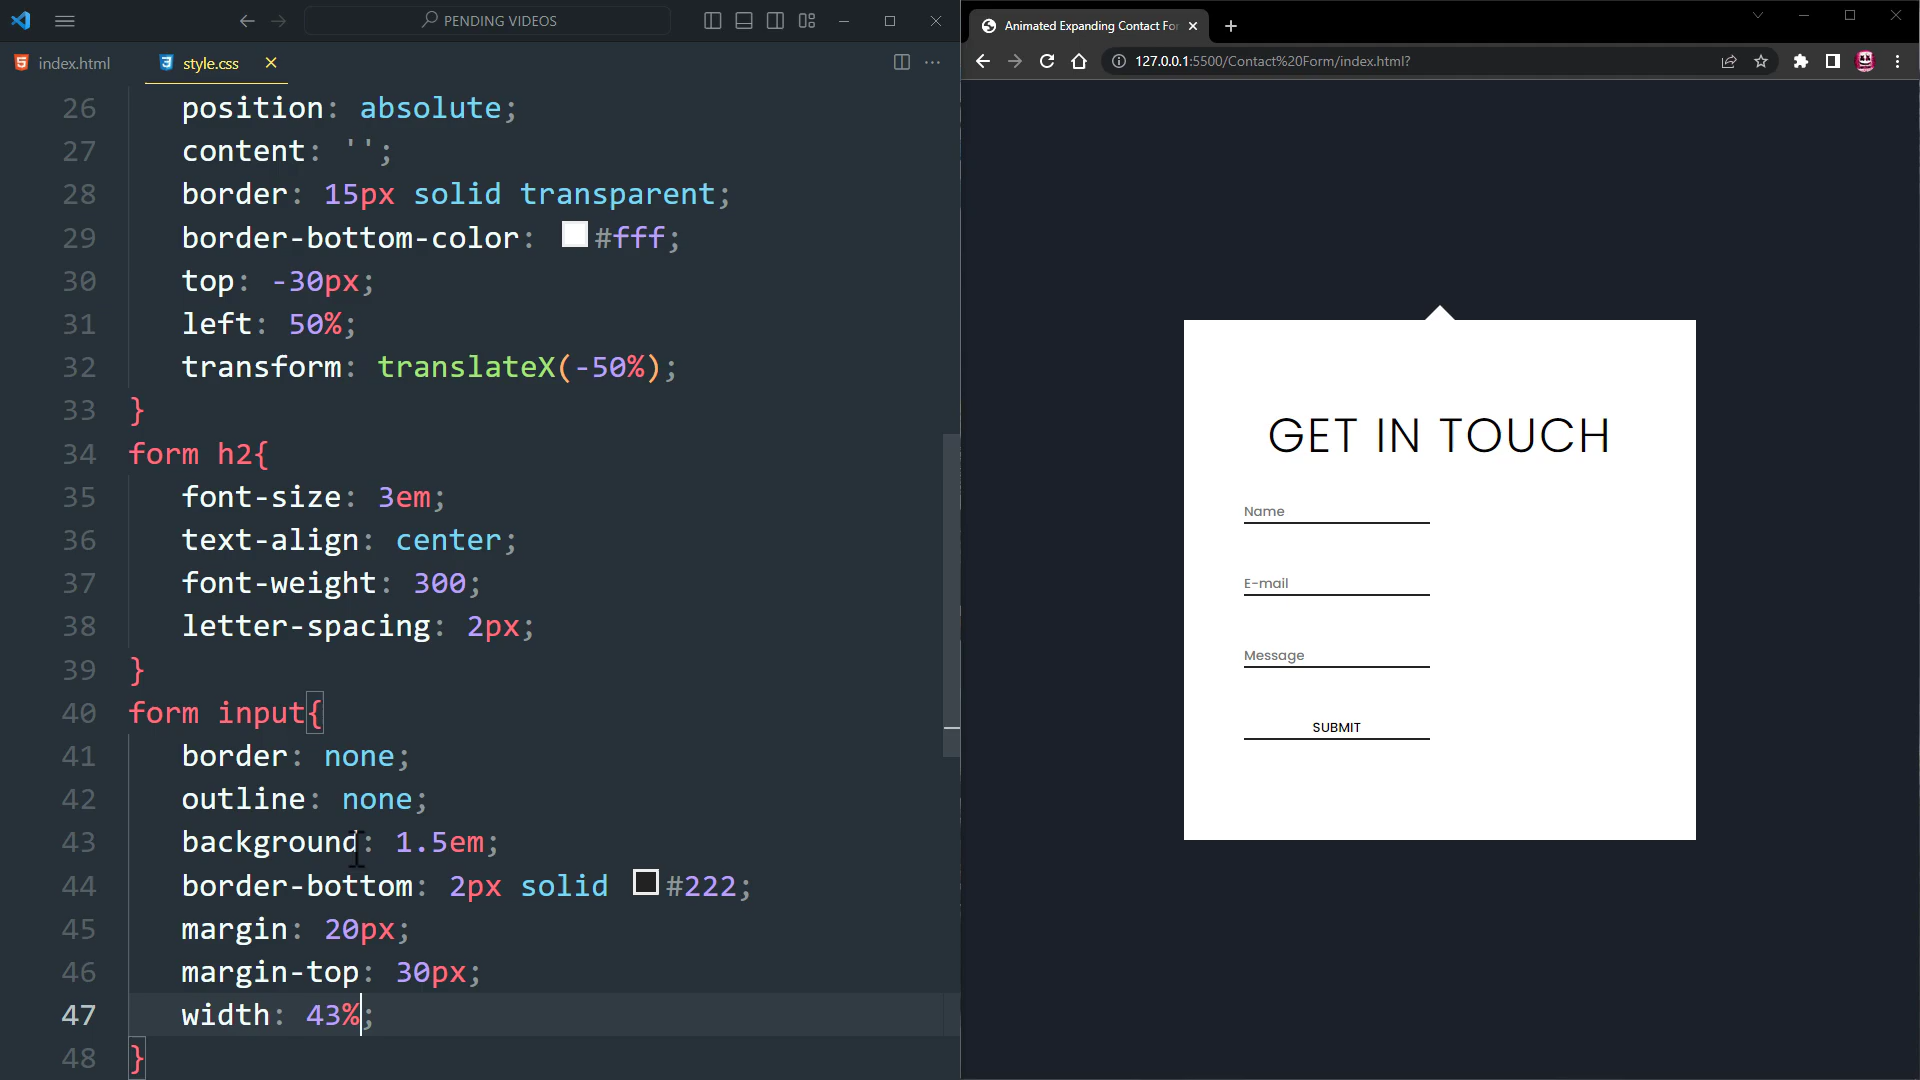 PENDING VIDEOS
index.html
style.css
26 position: absolute;
27 content: '';
28 border: 15px solid transparent;
29 border-bottom-color: #fff;
30 top: -30px;
31 left: 50%;
32 transform: translateX(-50%);
33 }
34 form h2{
35 font-size: 3em;
36 text-align: center;
37 font-weight: 300;
38 letter-spacing: 2px;
39 }
40 form input{
41 border: none;
42 outline: none;
43 background: 1.5em;
44 border-bottom: 2px solid #222;
45 margin: 20px;
46 margin-top: 30px;
47 width: 43%;
48 }
Animated Expanding Contact For
127.0.0.1:5500/Contact%20Form/index.html?
GET IN TOUCH
Name
E-mail
Message
SUBMIT